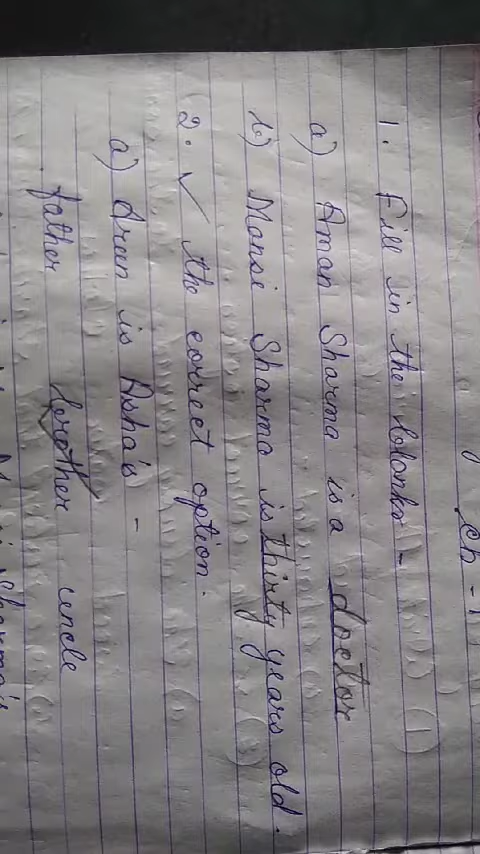 Ch - 1
1. Fill in the blanks -
a) Aman Sharma is a doctor
b) Mansi Sharma is thirty years old.
2. ✓ the correct option.
a) Arun is Asha's -
father brother ✓ uncle
Sharma's